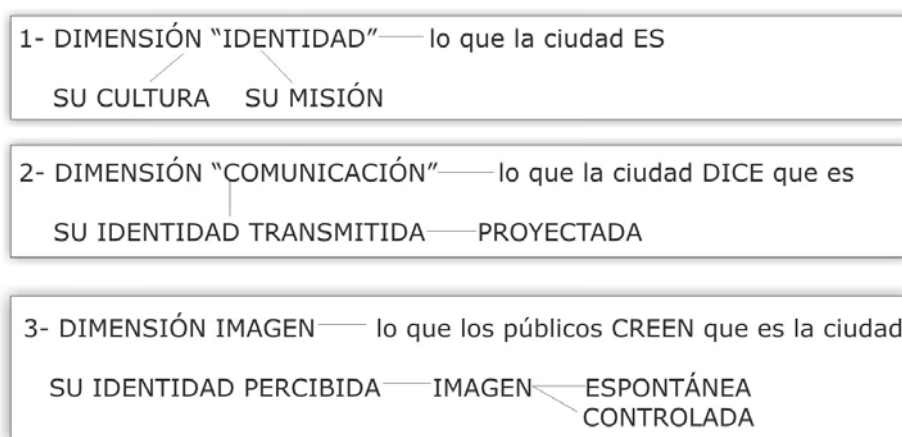 1- DIMENSIÓN “IDENTIDAD” lo que la ciudad ES
SU CULTURA SU MISIÓN
2- DIMENSIÓN “COMUNICACIÓN” lo que la ciudad DICE que es
SU IDENTIDAD TRANSMITIDA PROYECTADA
3- DIMENSIÓN IMAGEN lo que los públicos CREEN que es la ciudad
SU IDENTIDAD PERCIBIDA IMAGEN ESPONTÁNEA
CONTROLADA